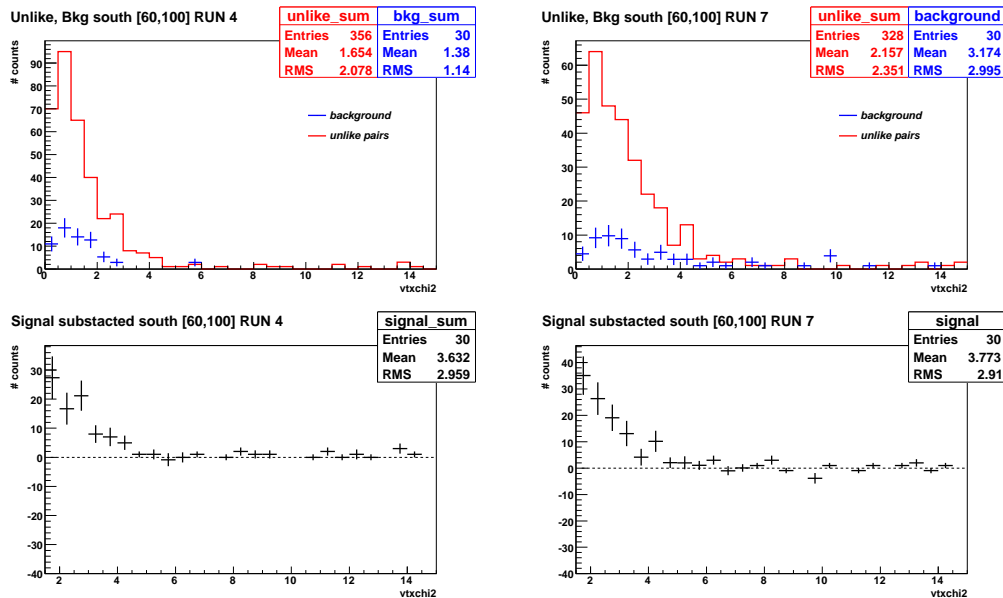 Unlike, Bkg south [60,100] RUN 4
unlike_sum
Entries 356
Mean 1.654
RMS 2.078
bkg_sum
Entries 30
Mean 1.38
RMS 1.14
# counts
90
80
70
60
50
40
30
20
10
0
background
unlike pairs
0 2 4 6 8 10 12 14
vtxchi2
Unlike, Bkg south [60,100] RUN 7
unlike_sum
Entries 328
Mean 2.157
RMS 2.351
background
Entries 30
Mean 3.174
RMS 2.995
# counts
60
50
40
30
20
10
0
background
unlike pairs
0 2 4 6 8 10 12 14
vtxchi2
Signal substacted south [60,100] RUN 4
signal_sum
Entries 30
Mean 3.632
RMS 2.959
# counts
30
20
10
0
-10
-20
-30
-40
2 4 6 8 10 12 14
vtxchi2
Signal substacted south [60,100] RUN 7
signal
Entries 30
Mean 3.773
RMS 2.91
# counts
40
30
20
10
0
-10
-20
-30
-40
2 4 6 8 10 12 14
vtxchi2